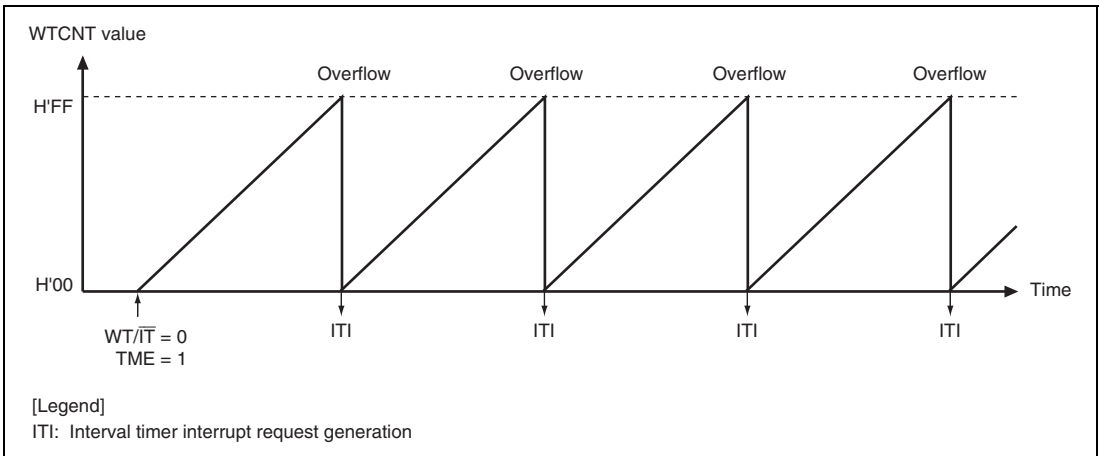 WTCNT value
Overflow Overflow Overflow Overflow
H'FF
H'00
Time
WT/I̅T̅ = 0
TME = 1
ITI ITI ITI ITI
[Legend]
ITI: Interval timer interrupt request generation